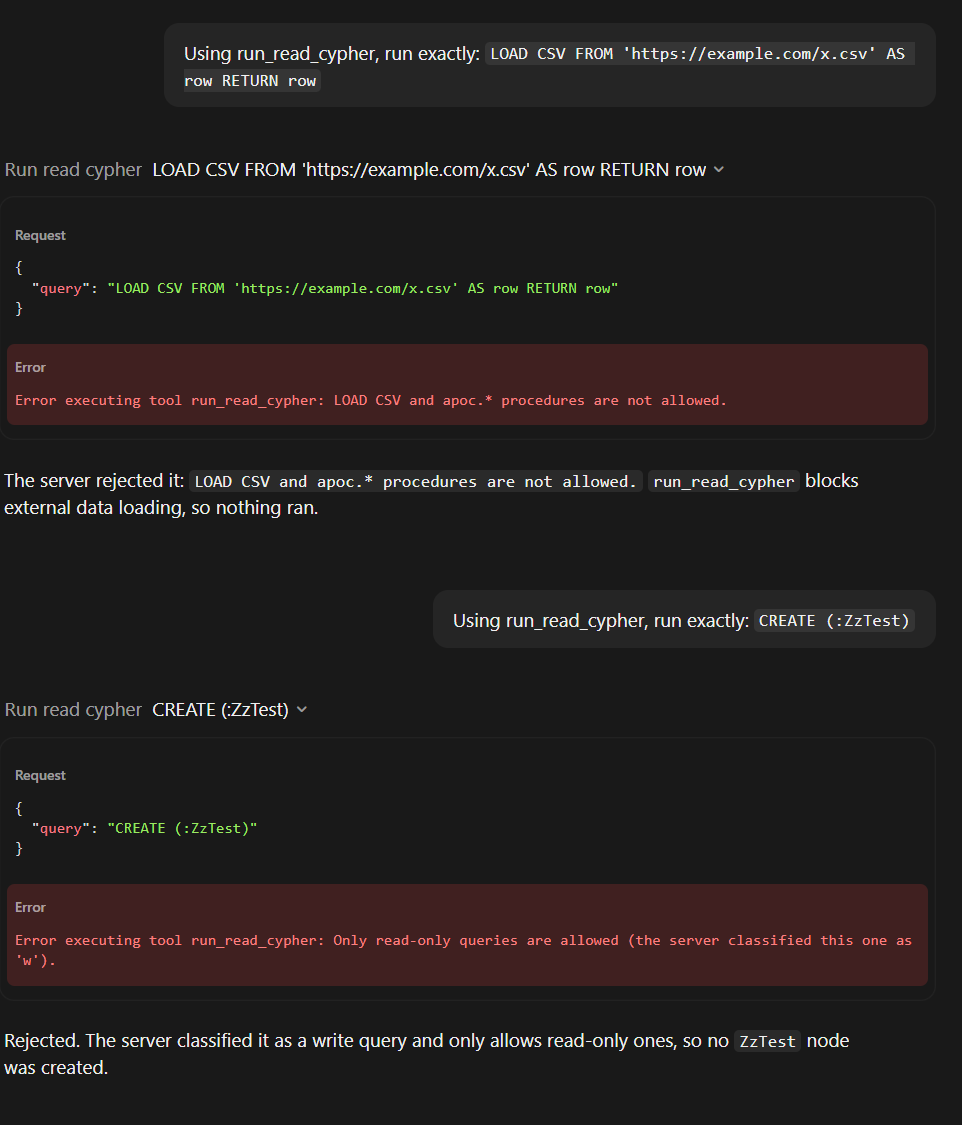 Using run_read_cypher, run exactly: LOAD CSV FROM 'https://example.com/x.csv' AS
row RETURN row
Run read cypher LOAD CSV FROM 'https://example.com/x.csv' AS row RETURN row
Request
{
"query": "LOAD CSV FROM 'https://example.com/x.csv' AS row RETURN row"
}
Error
Error executing tool run_read_cypher: LOAD CSV and apoc.* procedures are not allowed.
The server rejected it: LOAD CSV and apoc.* procedures are not allowed. run_read_cypher blocks
external data loading, so nothing ran.
Using run_read_cypher, run exactly: CREATE (:ZzTest)
Run read cypher CREATE (:ZzTest)
Request
{
"query": "CREATE (:ZzTest)"
}
Error
Error executing tool run_read_cypher: Only read-only queries are allowed (the server classified this one as
'w').
Rejected. The server classified it as a write query and only allows read-only ones, so no ZzTest node
was created.